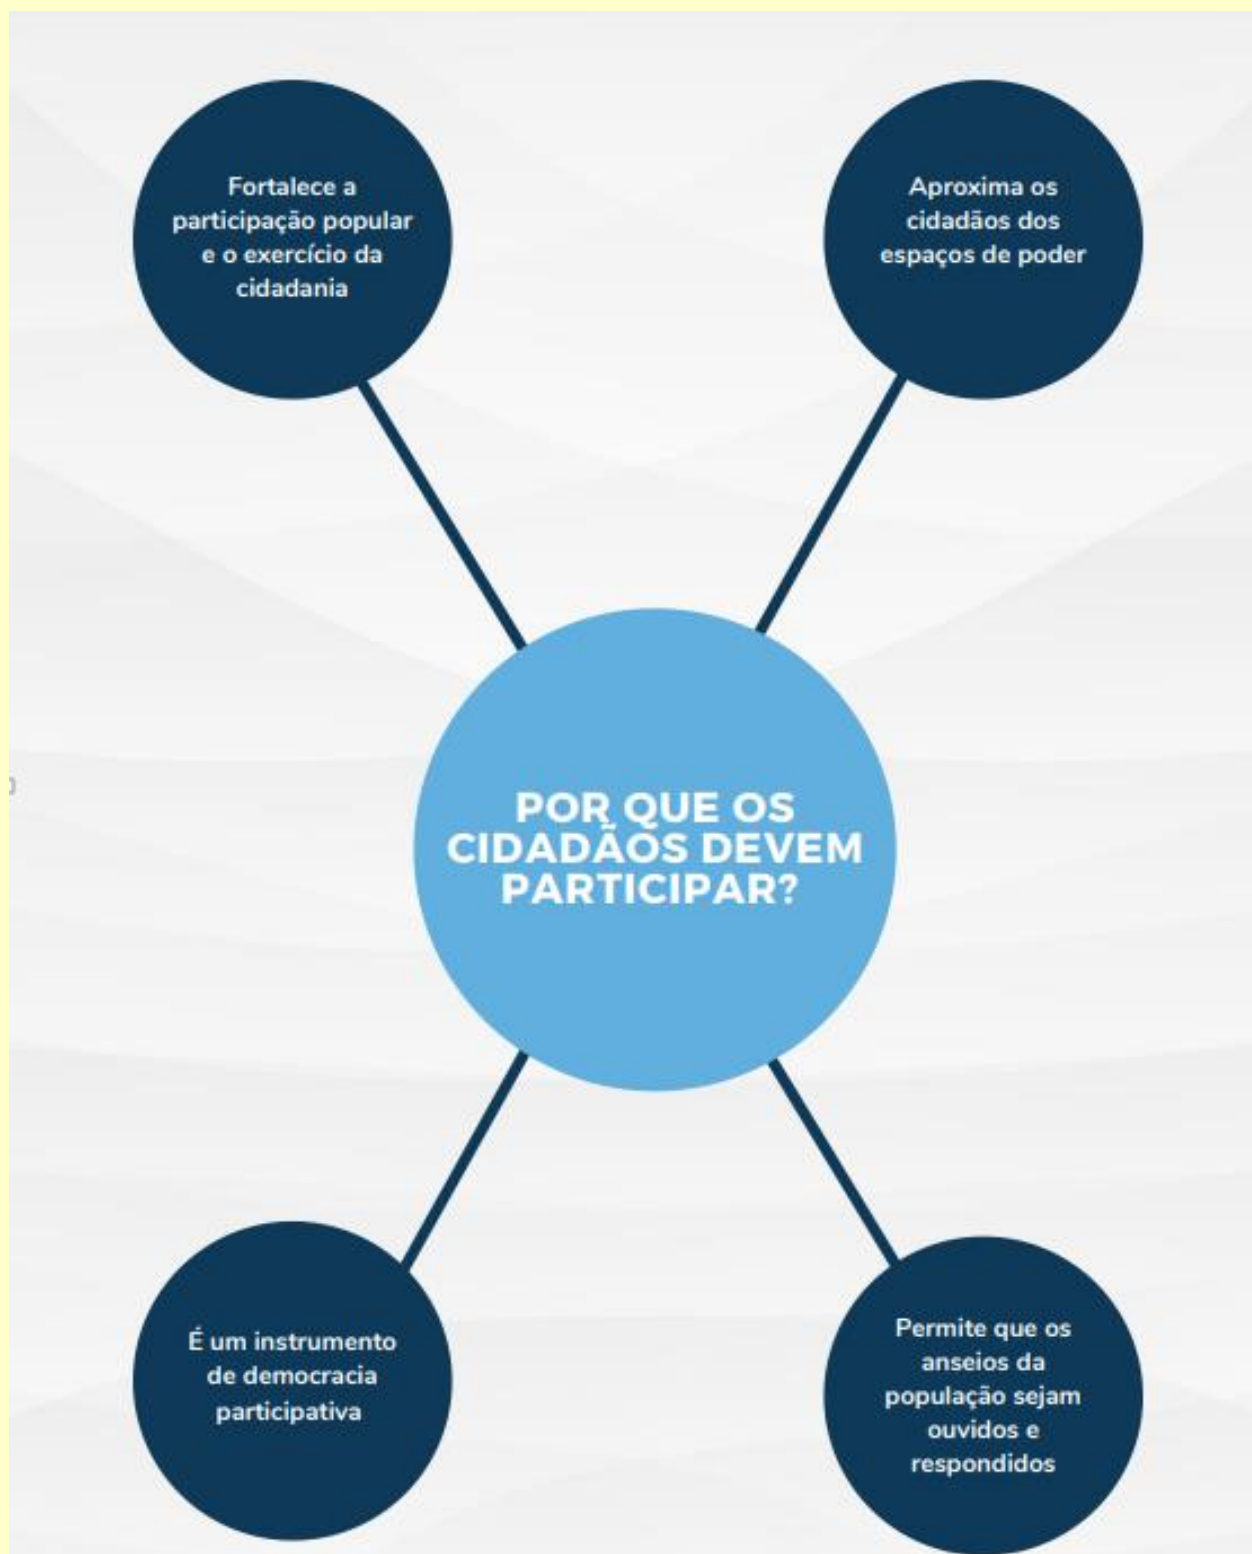 Fortalece a
participação popular
e o exercício da
cidadania
Aproxima os
cidadãos dos
espaços de poder
POR QUE OS
CIDADÃOS DEVEM
PARTICIPAR?
É um instrumento
de democracia
participativa
Permite que os
anseios da
população sejam
ouvidos e
respondidos